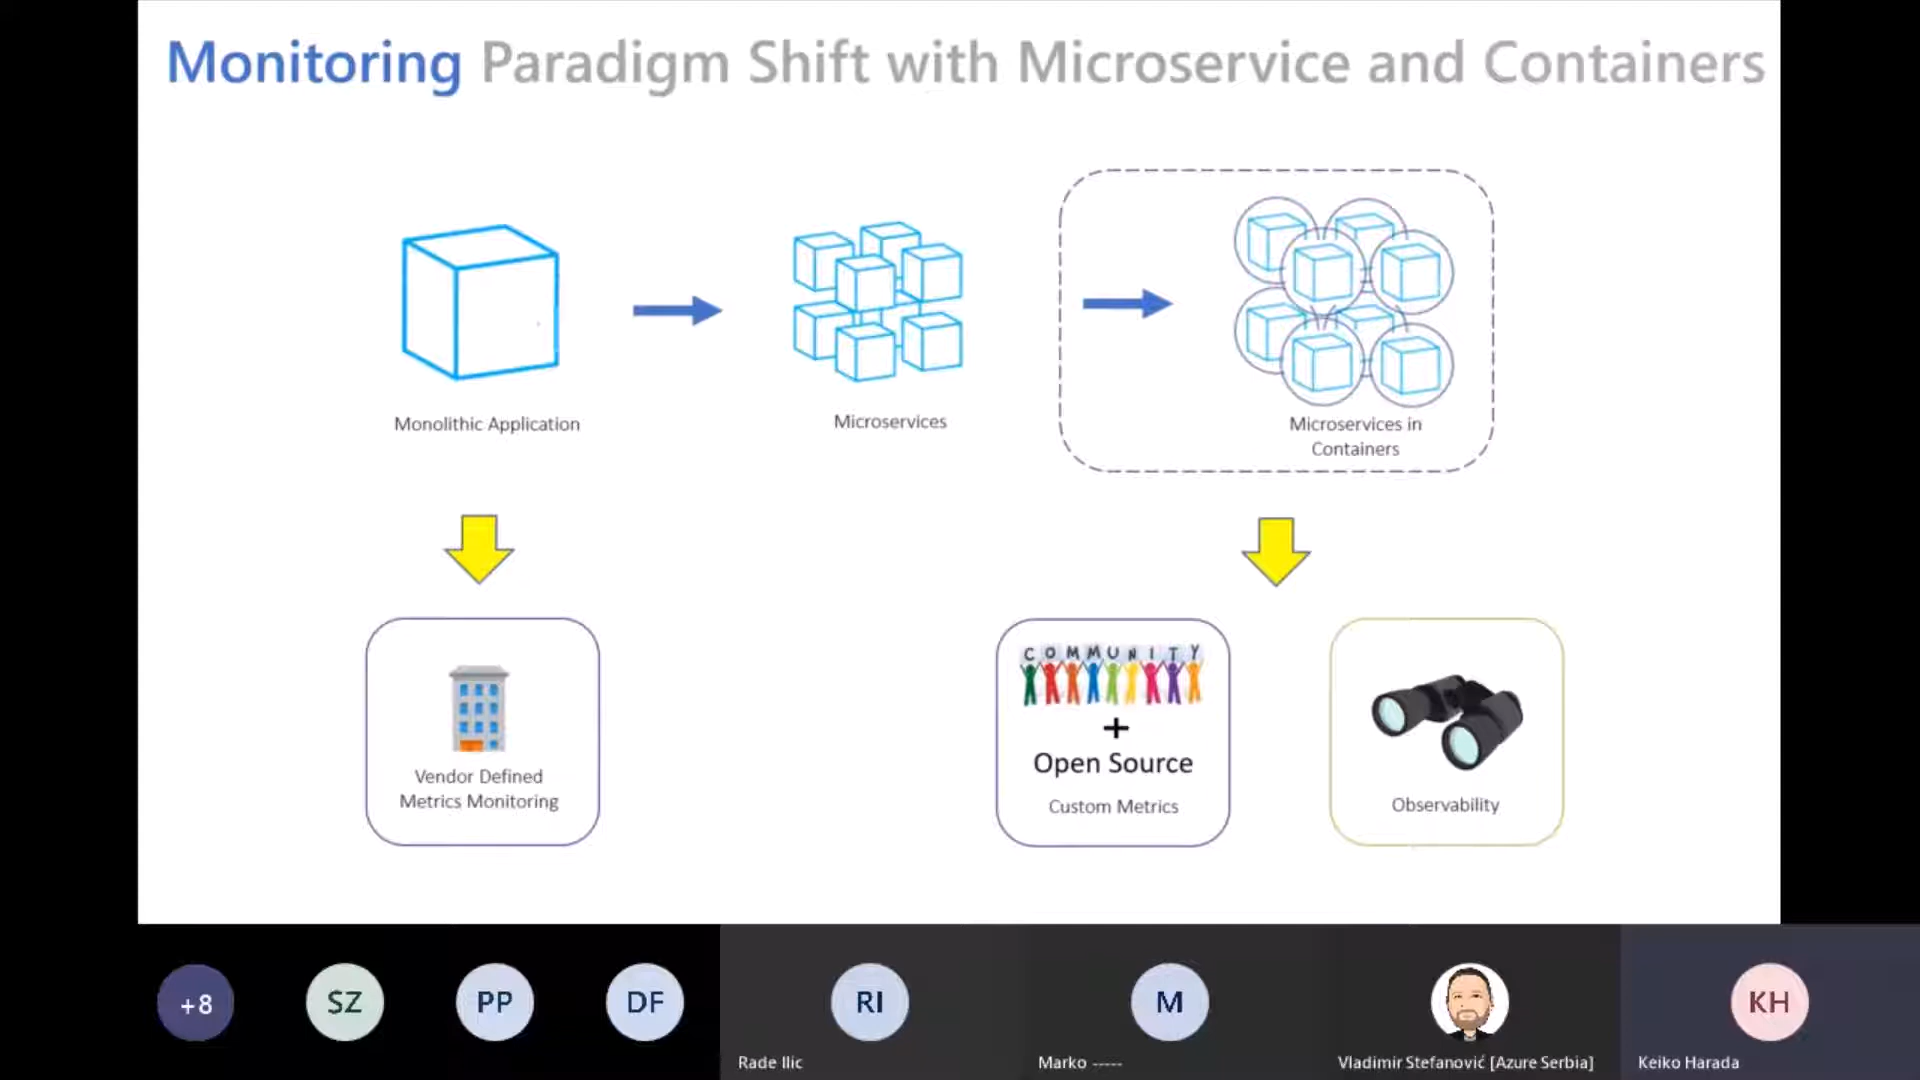 Monitoring Paradigm Shift with Microservice and Containers
Monolithic Application
Microservices
Microservices in
Containers
Vendor Defined
Metrics Monitoring
COMMUNITY
+
Open Source
Custom Metrics
Observability
+8
SZ
PP
DF
RI
M
KH
Rade Ilic
Marko -----
Vladimir Stefanović [Azure Serbia]
Keiko Harada